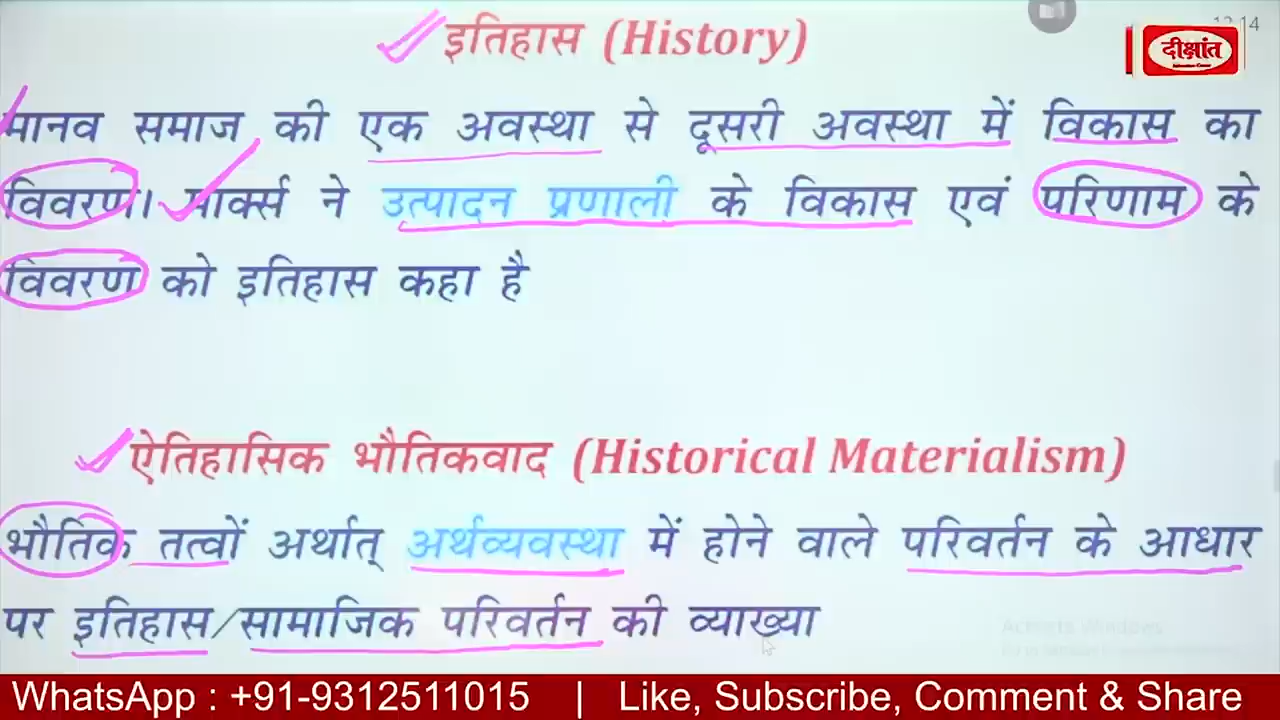 इतिहास (History)
दीक्षांत
मानव समाज की एक अवस्था से दूसरी अवस्था में विकास का
विवरण। मार्क्स ने उत्पादन प्रणाली के विकास एवं परिणाम के
विवरण को इतिहास कहा है
ऐतिहासिक भौतिकवाद (Historical Materialism)
भौतिक तत्वों अर्थात् अर्थव्यवस्था में होने वाले परिवर्तन के आधार
पर इतिहास/सामाजिक परिवर्तन की व्याख्या
Activate Windows
WhatsApp : +91-9312511015 | Like, Subscribe, Comment & Share